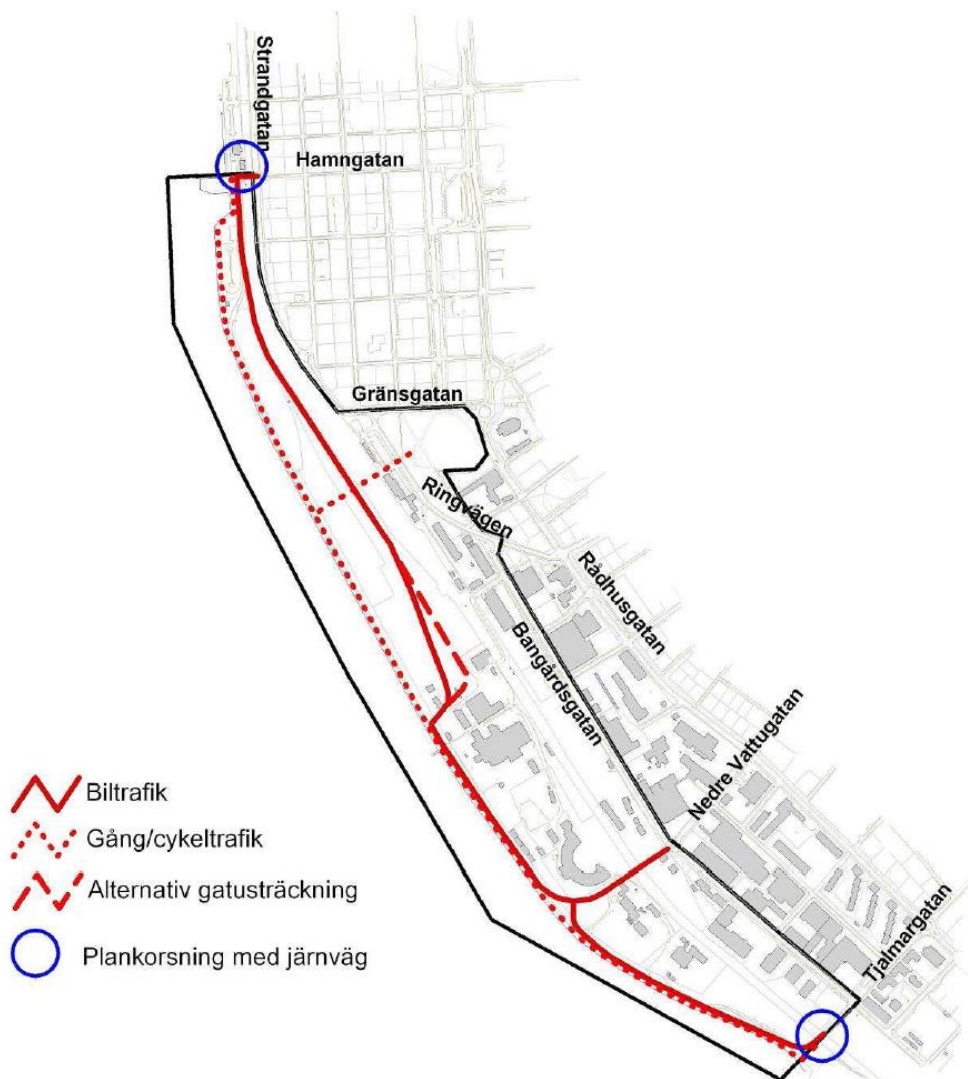 Strandgatan
Hamngatan
Gränsgatan
Ringvägen
Rådhusgatan
Bangårdsgatan
Nedre Vattugatan
Tjalmargatan
Biltrafik
Gång/cykeltrafik
Alternativ gatusträckning
Plankorsning med järnväg